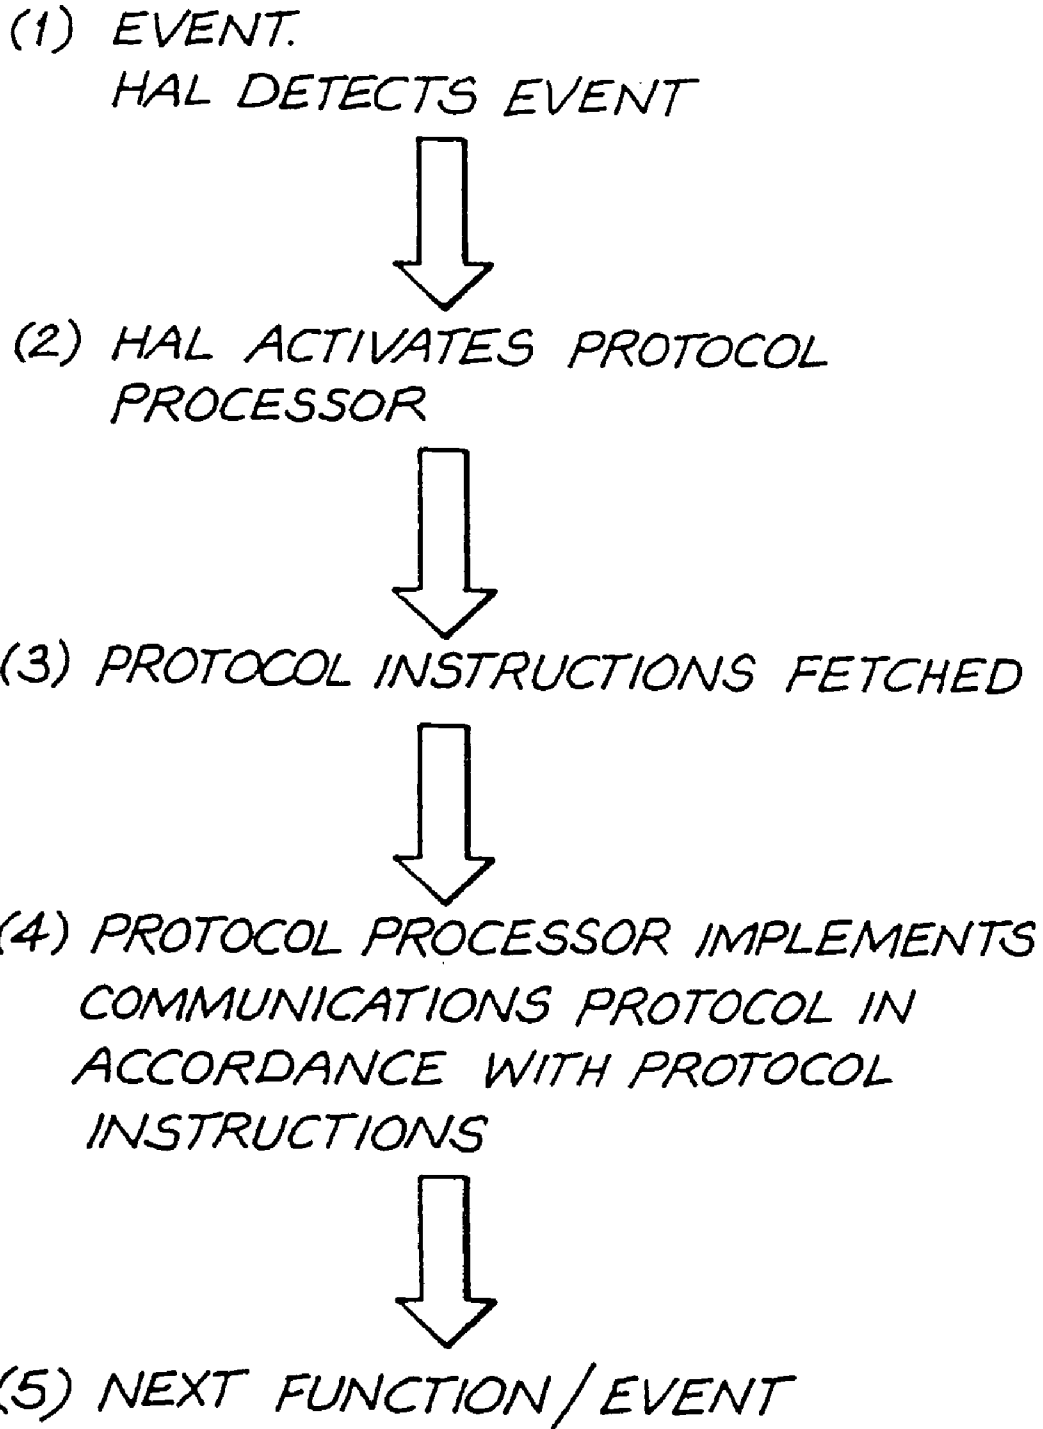 (1) EVENT.
HAL DETECTS EVENT
(2) HAL ACTIVATES PROTOCOL
PROCESSOR
(3) PROTOCOL INSTRUCTIONS FETCHED
(4) PROTOCOL PROCESSOR IMPLEMENTS
COMMUNICATIONS PROTOCOL IN
ACCORDANCE WITH PROTOCOL
INSTRUCTIONS
(5) NEXT FUNCTION/EVENT